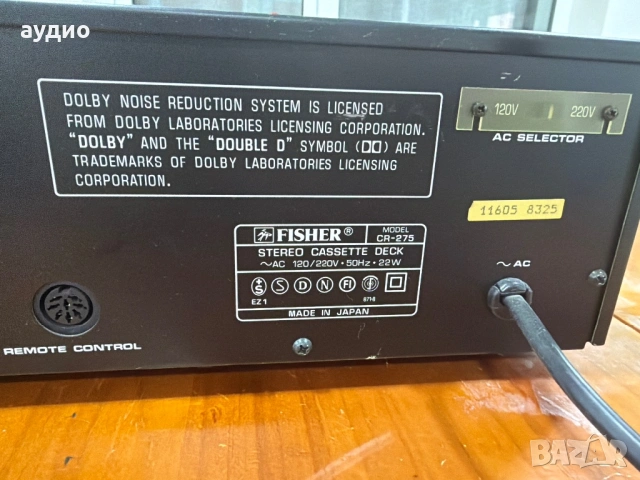 аудио
DOLBY NOISE REDUCTION SYSTEM IS LICENSED
FROM DOLBY LABORATORIES LICENSING CORPORATION.
“DOLBY” AND THE “DOUBLE D” SYMBOL ( ) ARE
TRADEMARKS OF DOLBY LABORATORIES LICENSING
CORPORATION.
120V 220V
AC SELECTOR
11605 8325
FISHER® MODEL CR-275
STEREO CASSETTE DECK
~AC 120/220V • 50Hz • 22W
S S D N FI
EZ1
MADE IN JAPAN
~ AC
REMOTE CONTROL
BAZAR